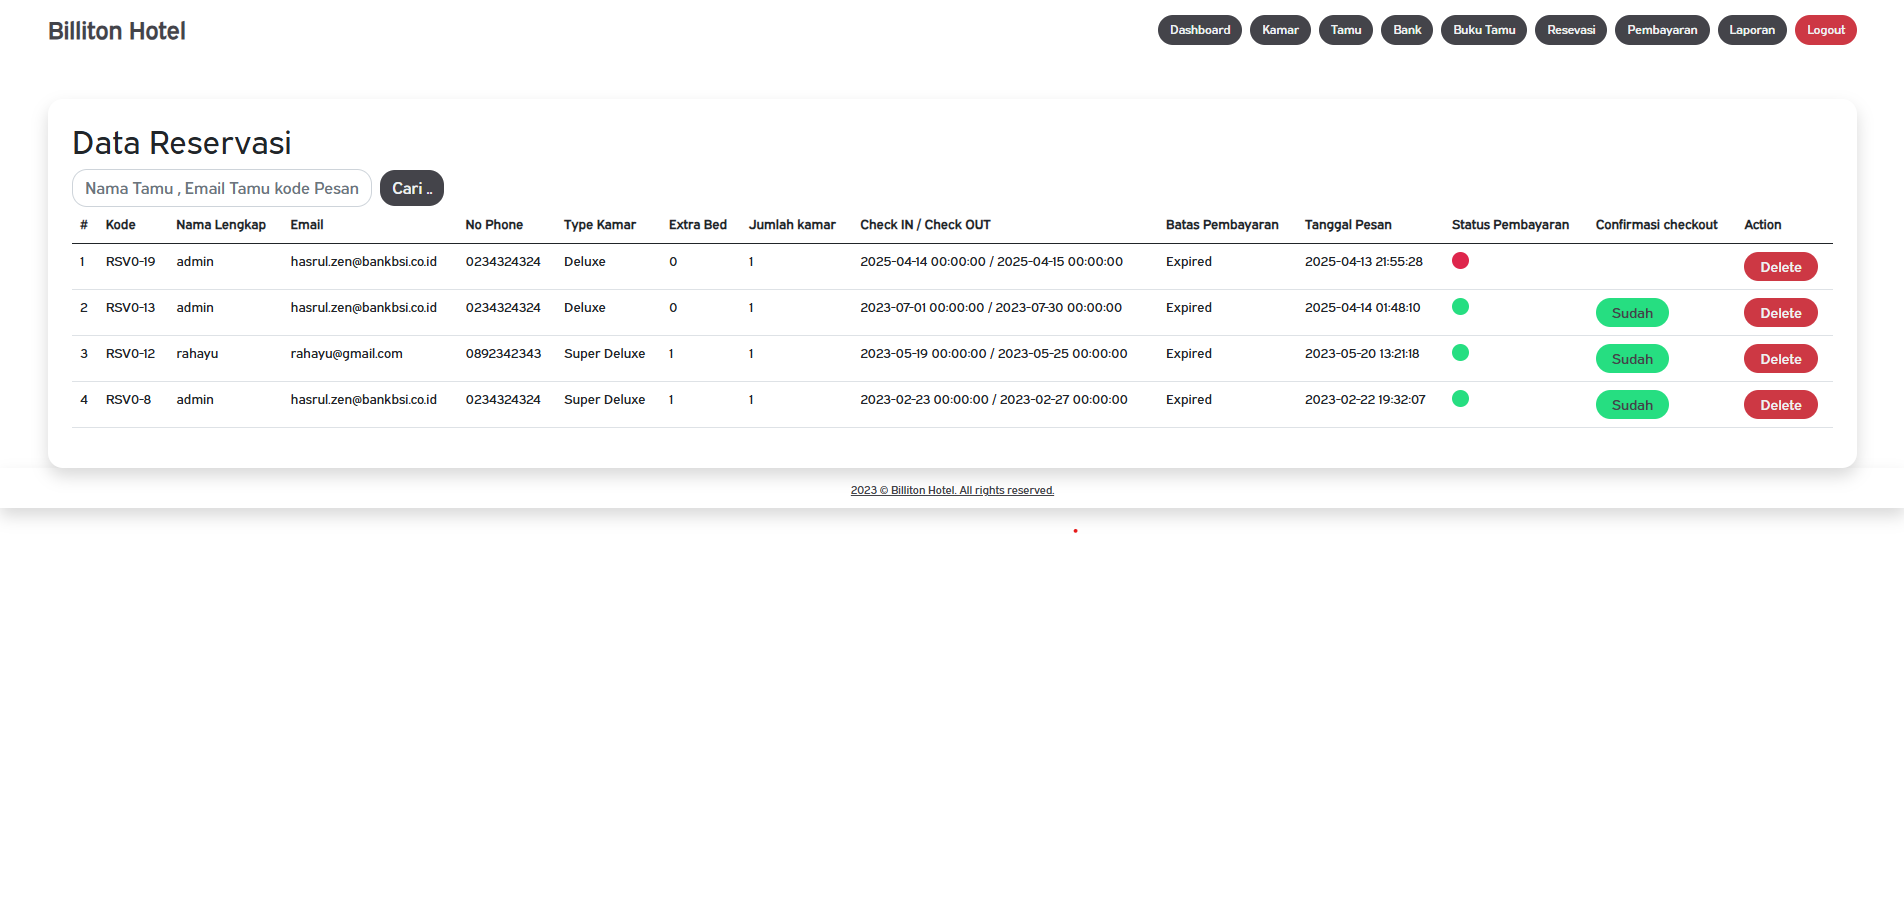 Billiton Hotel
Dashboard Kamar Tamu Bank Buku Tamu Resevasi Pembayaran Laporan Logout
Data Reservasi
Nama Tamu , Email Tamu kode Pesan Cari ..
# Kode Nama Lengkap Email No Phone Type Kamar Extra Bed Jumlah kamar Check IN / Check OUT Batas Pembayaran Tanggal Pesan Status Pembayaran Confirmasi checkout Action
1 RSV0-19 admin hasrul.zen@bankbsi.co.id 0234324324 Deluxe 0 1 2025-04-14 00:00:00 / 2025-04-15 00:00:00 Expired 2025-04-13 21:55:28 Delete
2 RSV0-13 admin hasrul.zen@bankbsi.co.id 0234324324 Deluxe 0 1 2023-07-01 00:00:00 / 2023-07-30 00:00:00 Expired 2025-04-14 01:48:10 Sudah Delete
3 RSV0-12 rahayu rahayu@gmail.com 0892342343 Super Deluxe 1 1 2023-05-19 00:00:00 / 2023-05-25 00:00:00 Expired 2023-05-20 13:21:18 Sudah Delete
4 RSV0-8 admin hasrul.zen@bankbsi.co.id 0234324324 Super Deluxe 1 1 2023-02-23 00:00:00 / 2023-02-27 00:00:00 Expired 2023-02-22 19:32:07 Sudah Delete
2023 © Billiton Hotel. All rights reserved.